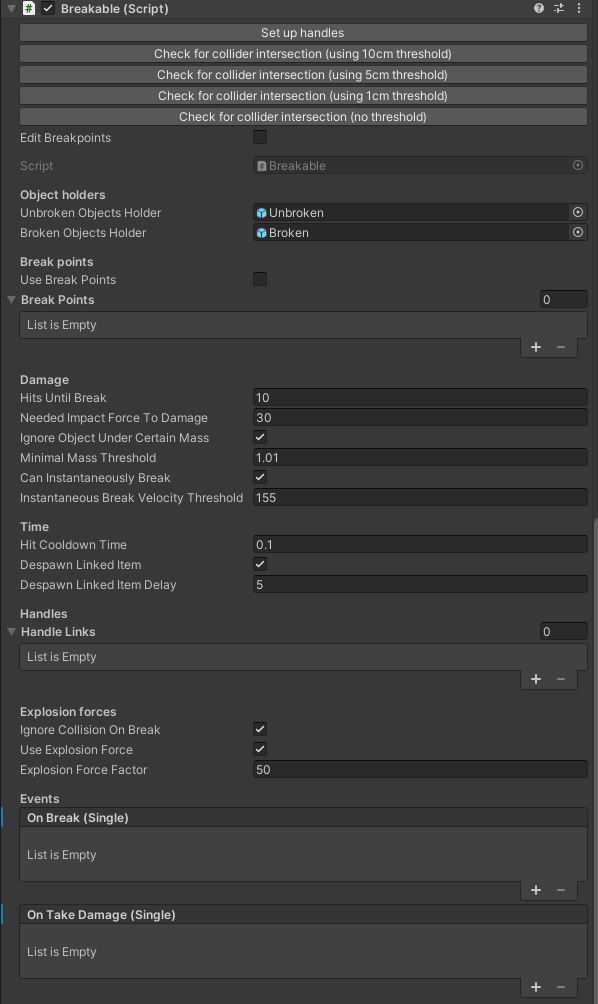 Breakable (Script)
Set up handles
Check for collider intersection (using 10cm threshold)
Check for collider intersection (using 5cm threshold)
Check for collider intersection (using 1cm threshold)
Check for collider intersection (no threshold)
Edit Breakpoints
Script Breakable
Object holders
Unbroken Objects Holder Unbroken
Broken Objects Holder Broken
Break points
Use Break Points
Break Points 0
List is Empty
Damage
Hits Until Break 10
Needed Impact Force To Damage 30
Ignore Object Under Certain Mass
Minimal Mass Threshold 1.01
Can Instantaneously Break
Instantaneous Break Velocity Threshold 155
Time
Hit Cooldown Time 0.1
Despawn Linked Item
Despawn Linked Item Delay 5
Handles
Handle Links 0
List is Empty
Explosion forces
Ignore Collision On Break
Use Explosion Force
Explosion Force Factor 50
Events
On Break (Single)
List is Empty
On Take Damage (Single)
List is Empty